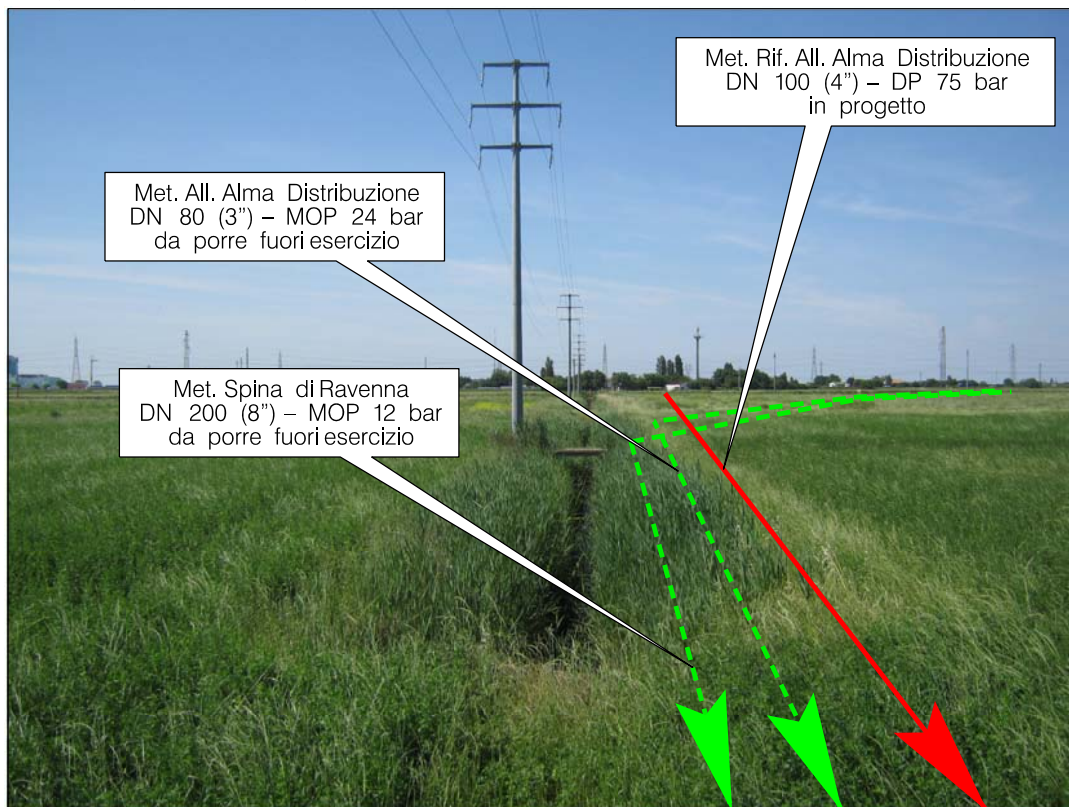 Met. Rif. All. Alma Distribuzione
DN 100 (4") – DP 75 bar
in progetto
Met. All. Alma Distribuzione
DN 80 (3") – MOP 24 bar
da porre fuori esercizio
Met. Spina di Ravenna
DN 200 (8") – MOP 12 bar
da porre fuori esercizio